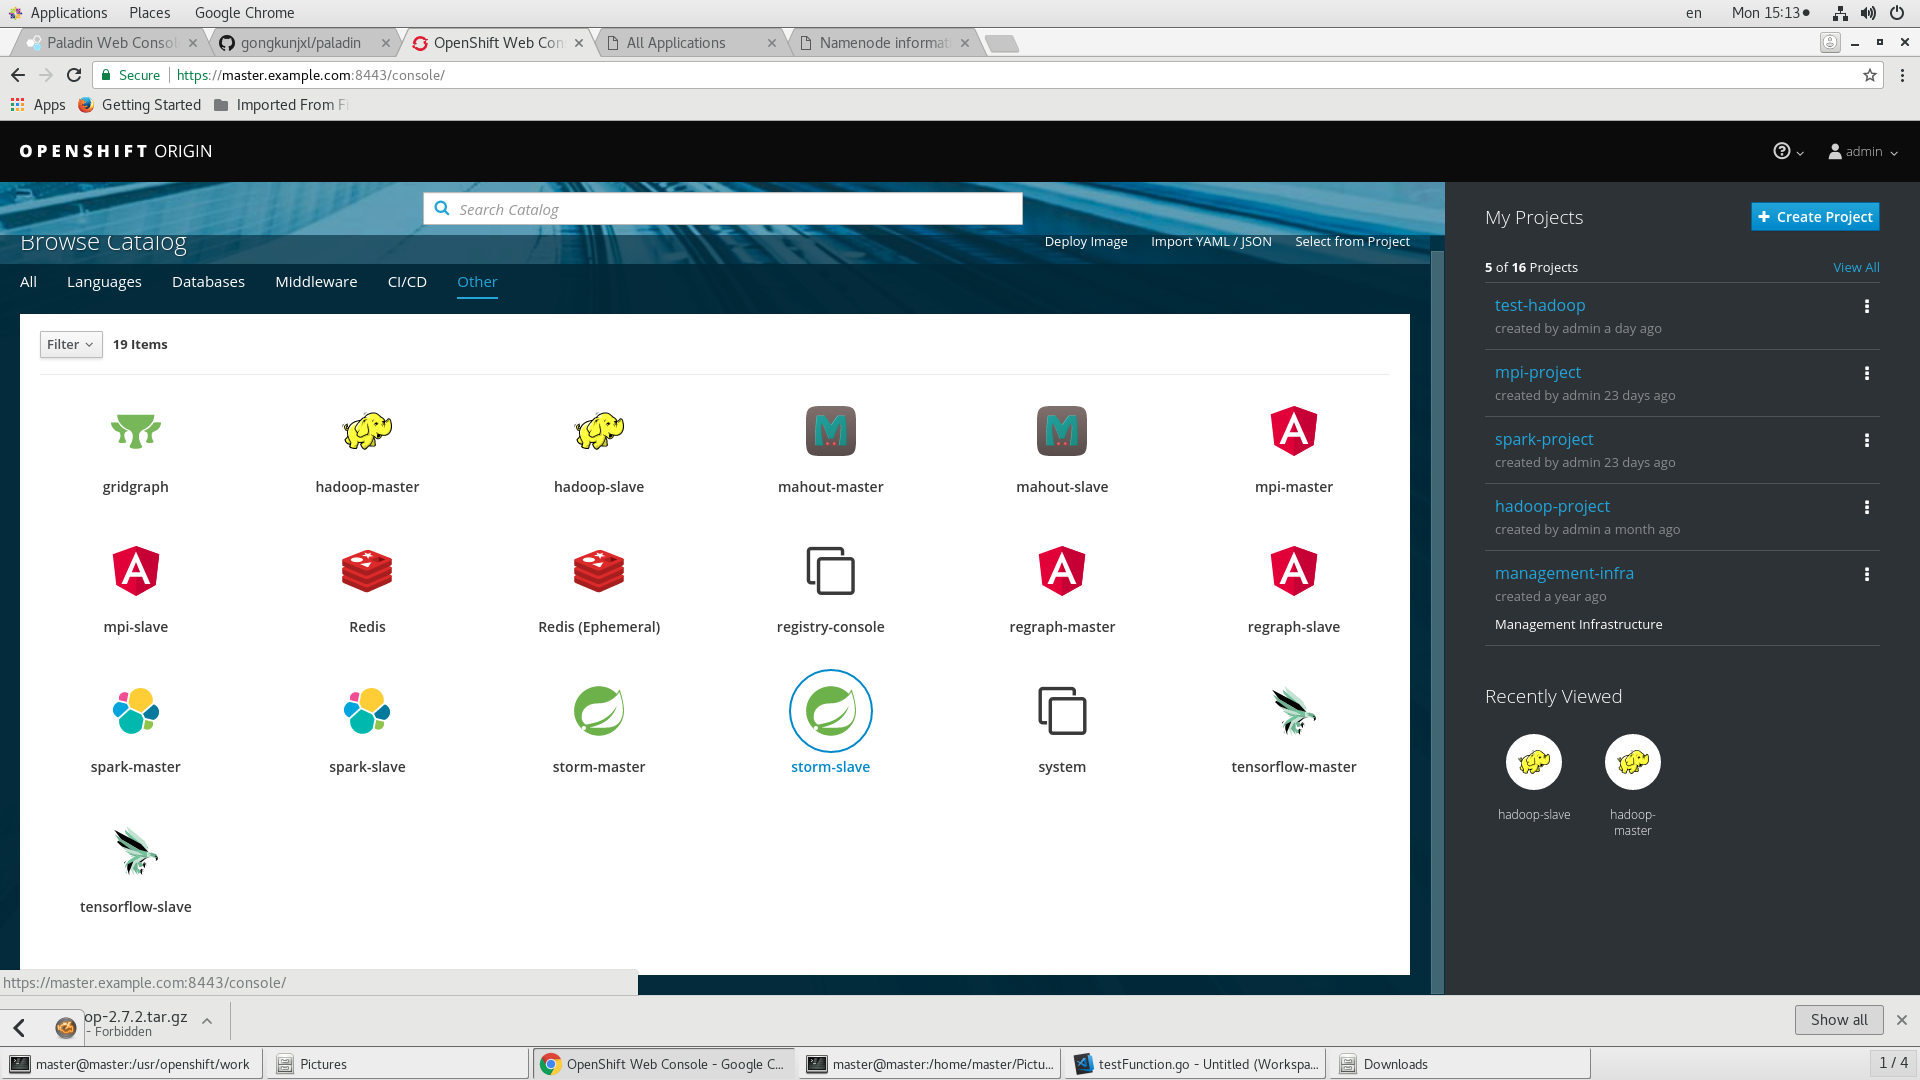 Applications Places Google Chrome en Mon 15:13
Paladin Web Consol gongkunjxl/paladin OpenShift Web Con All Applications Namenode informat
Secure https://master.example.com:8443/console/
Apps Getting Started Imported From Fi
OPENSHIFT ORIGIN admin
Search Catalog
Browse Catalog Deploy Image Import YAML / JSON Select from Project
All Languages Databases Middleware CI/CD Other
Filter 19 Items
gridgraph hadoop-master hadoop-slave mahout-master mahout-slave mpi-master
mpi-slave Redis Redis (Ephemeral) registry-console regraph-master regraph-slave
spark-master spark-slave storm-master storm-slave system tensorflow-master
tensorflow-slave
My Projects Create Project
5 of 16 Projects View All
test-hadoop
created by admin a day ago
mpi-project
created by admin 23 days ago
spark-project
created by admin 23 days ago
hadoop-project
created by admin a month ago
management-infra
created a year ago
Management Infrastructure
Recently Viewed
hadoop-slave hadoop-
master
https://master.example.com:8443/console/
op-2.7.2.tar.gz
- Forbidden
Show all
master@master:/usr/openshift/work Pictures OpenShift Web Console - Google C... master@master:/home/master/Pictu... testFunction.go - Untitled (Workspa... Downloads 1 / 4